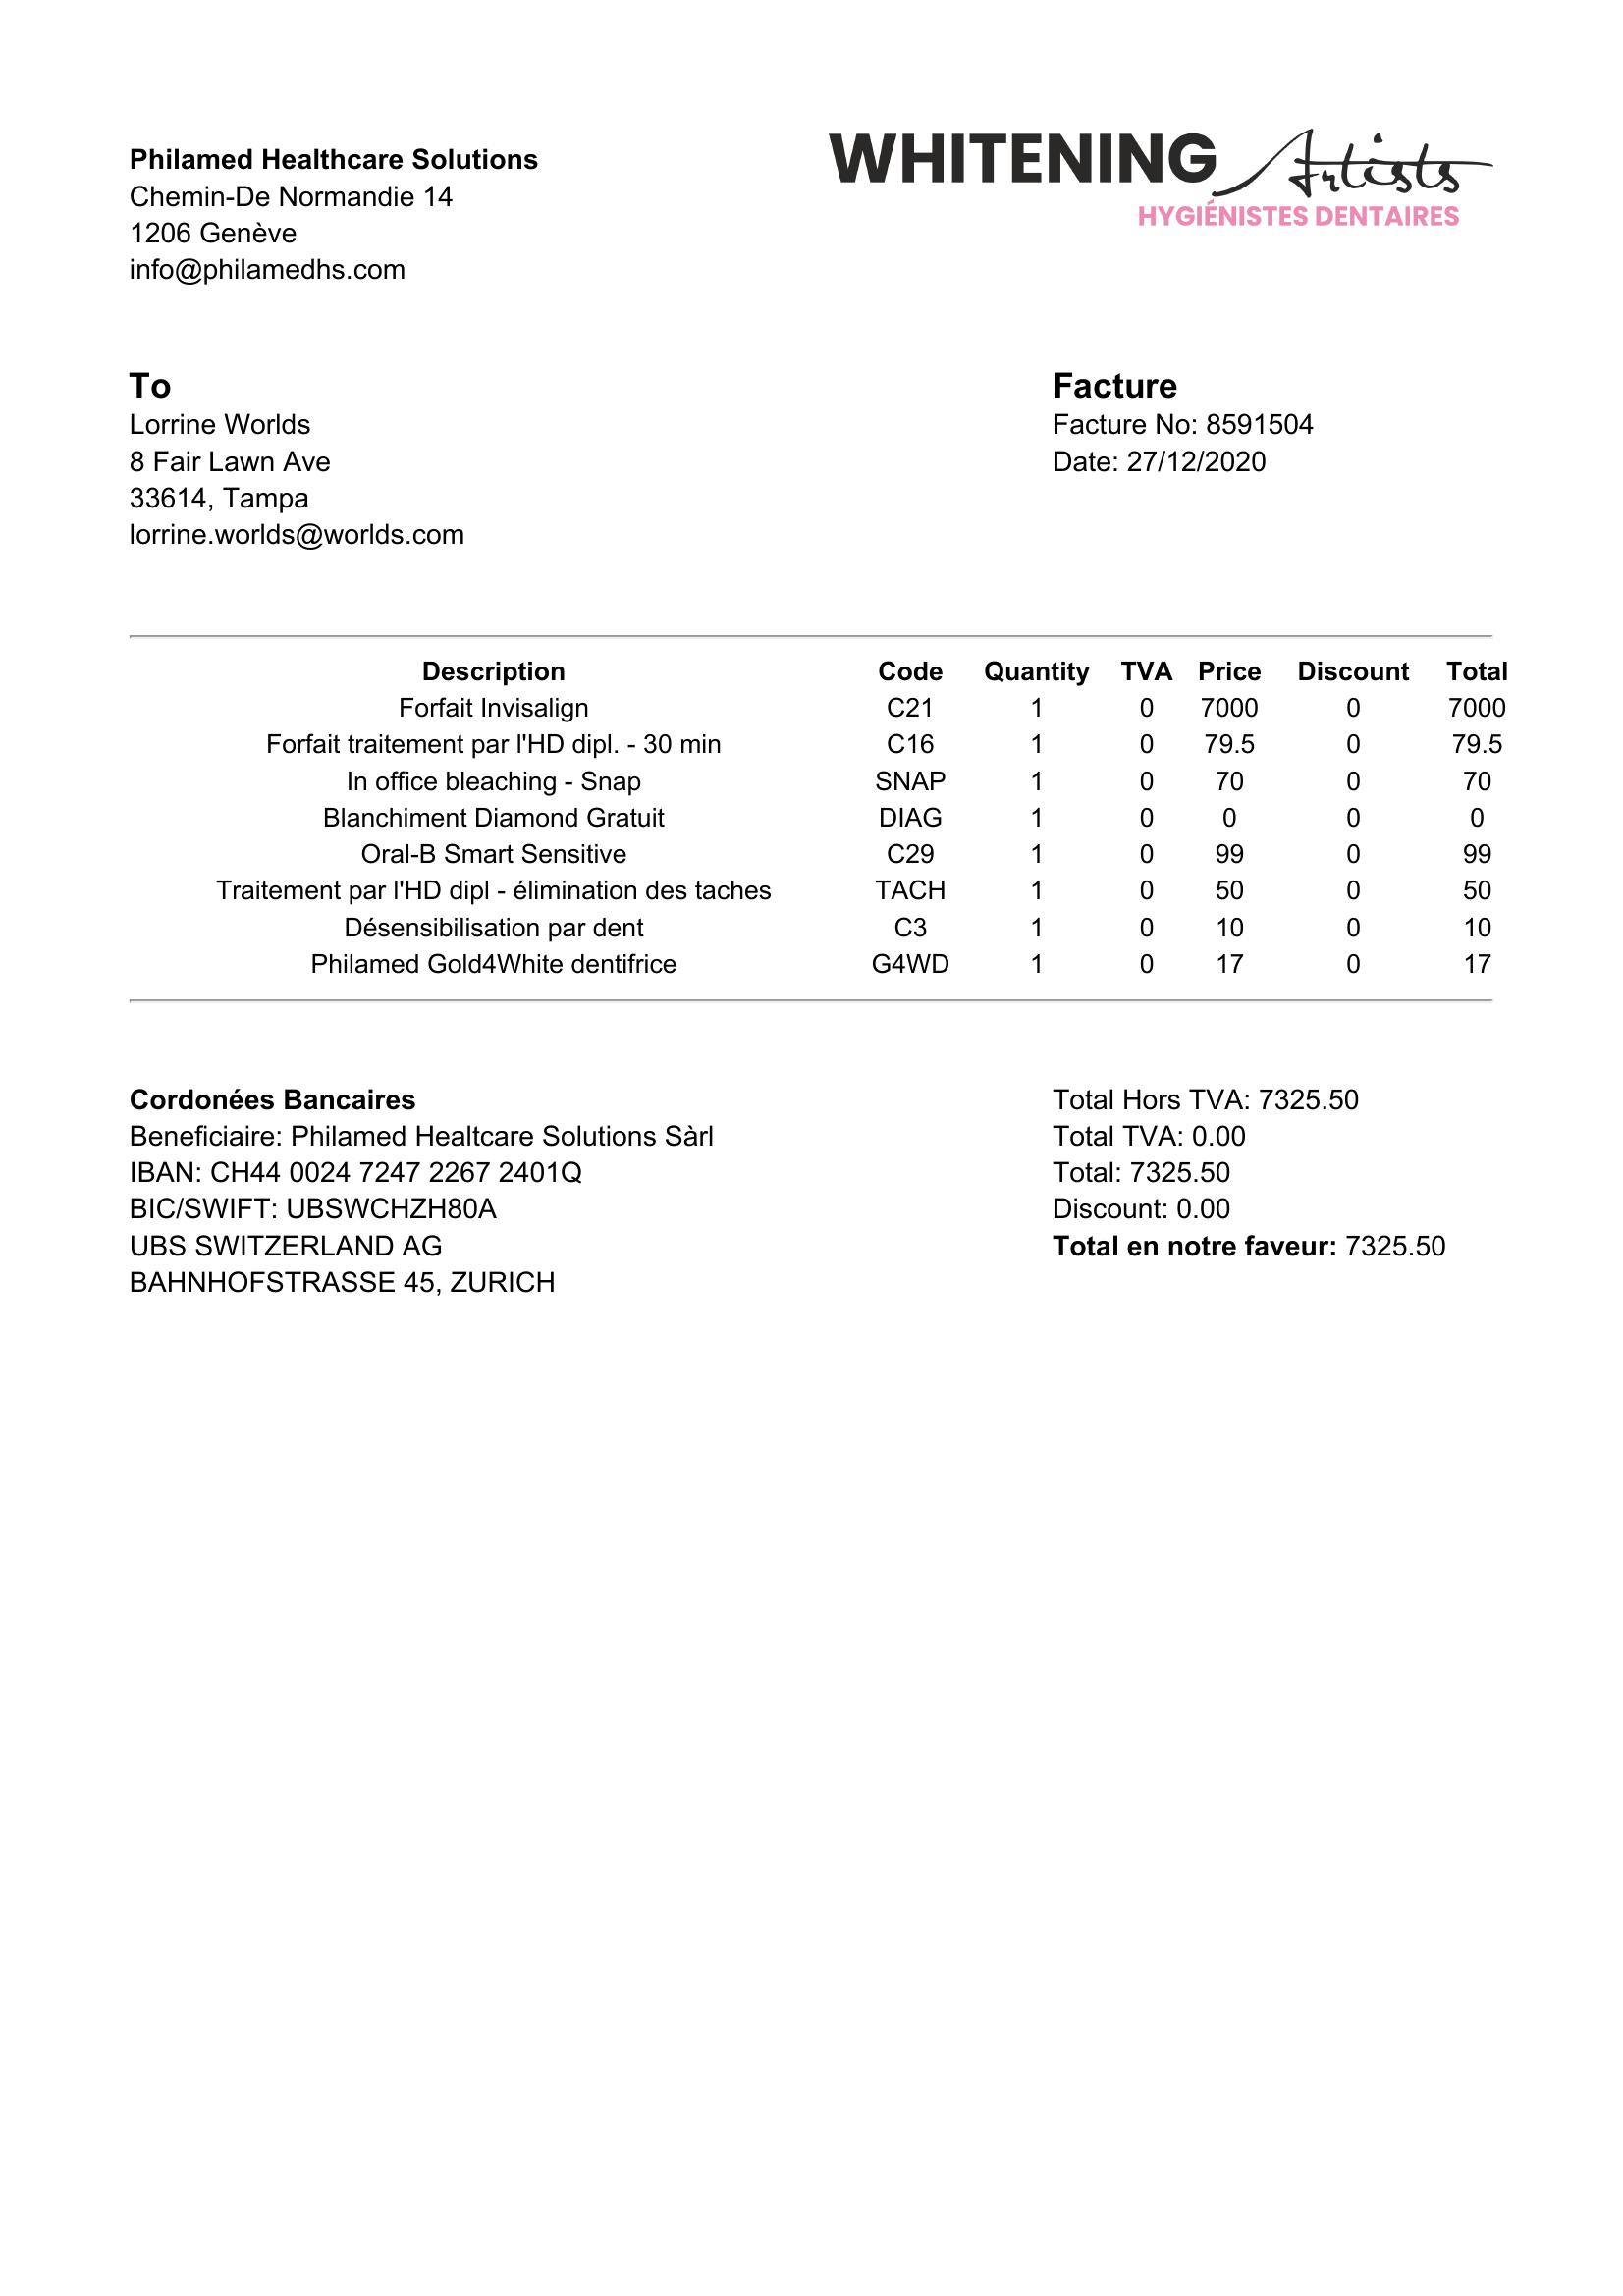 Philamed Healthcare Solutions
Chemin-De Normandie 14
1206 Genève
info@philamedhs.com
WHITENING Artists
HYGIÉNISTES DENTAIRES
To
Lorrine Worlds
8 Fair Lawn Ave
33614, Tampa
lorrine.worlds@worlds.com
Facture
Facture No: 8591504
Date: 27/12/2020
Description Code Quantity TVA Price Discount Total
Forfait Invisalign C21 1 0 7000 0 7000
Forfait traitement par l'HD dipl. - 30 min C16 1 0 79.5 0 79.5
In office bleaching - Snap SNAP 1 0 70 0 70
Blanchiment Diamond Gratuit DIAG 1 0 0 0 0
Oral-B Smart Sensitive C29 1 0 99 0 99
Traitement par l'HD dipl - élimination des taches TACH 1 0 50 0 50
Désensibilisation par dent C3 1 0 10 0 10
Philamed Gold4White dentifrice G4WD 1 0 17 0 17
Cordonées Bancaires
Beneficiaire: Philamed Healtcare Solutions Sàrl
IBAN: CH44 0024 7247 2267 2401Q
BIC/SWIFT: UBSWCHZH80A
UBS SWITZERLAND AG
BAHNHOFSTRASSE 45, ZURICH
Total Hors TVA: 7325.50
Total TVA: 0.00
Total: 7325.50
Discount: 0.00
Total en notre faveur: 7325.50